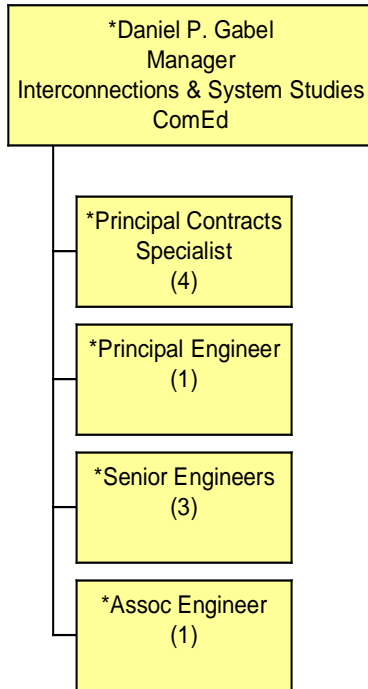 *Daniel P. Gabel
Manager
Interconnections & System Studies
ComEd
*Principal Contracts
Specialist
(4)
*Principal Engineer
(1)
*Senior Engineers
(3)
*Assoc Engineer
(1)